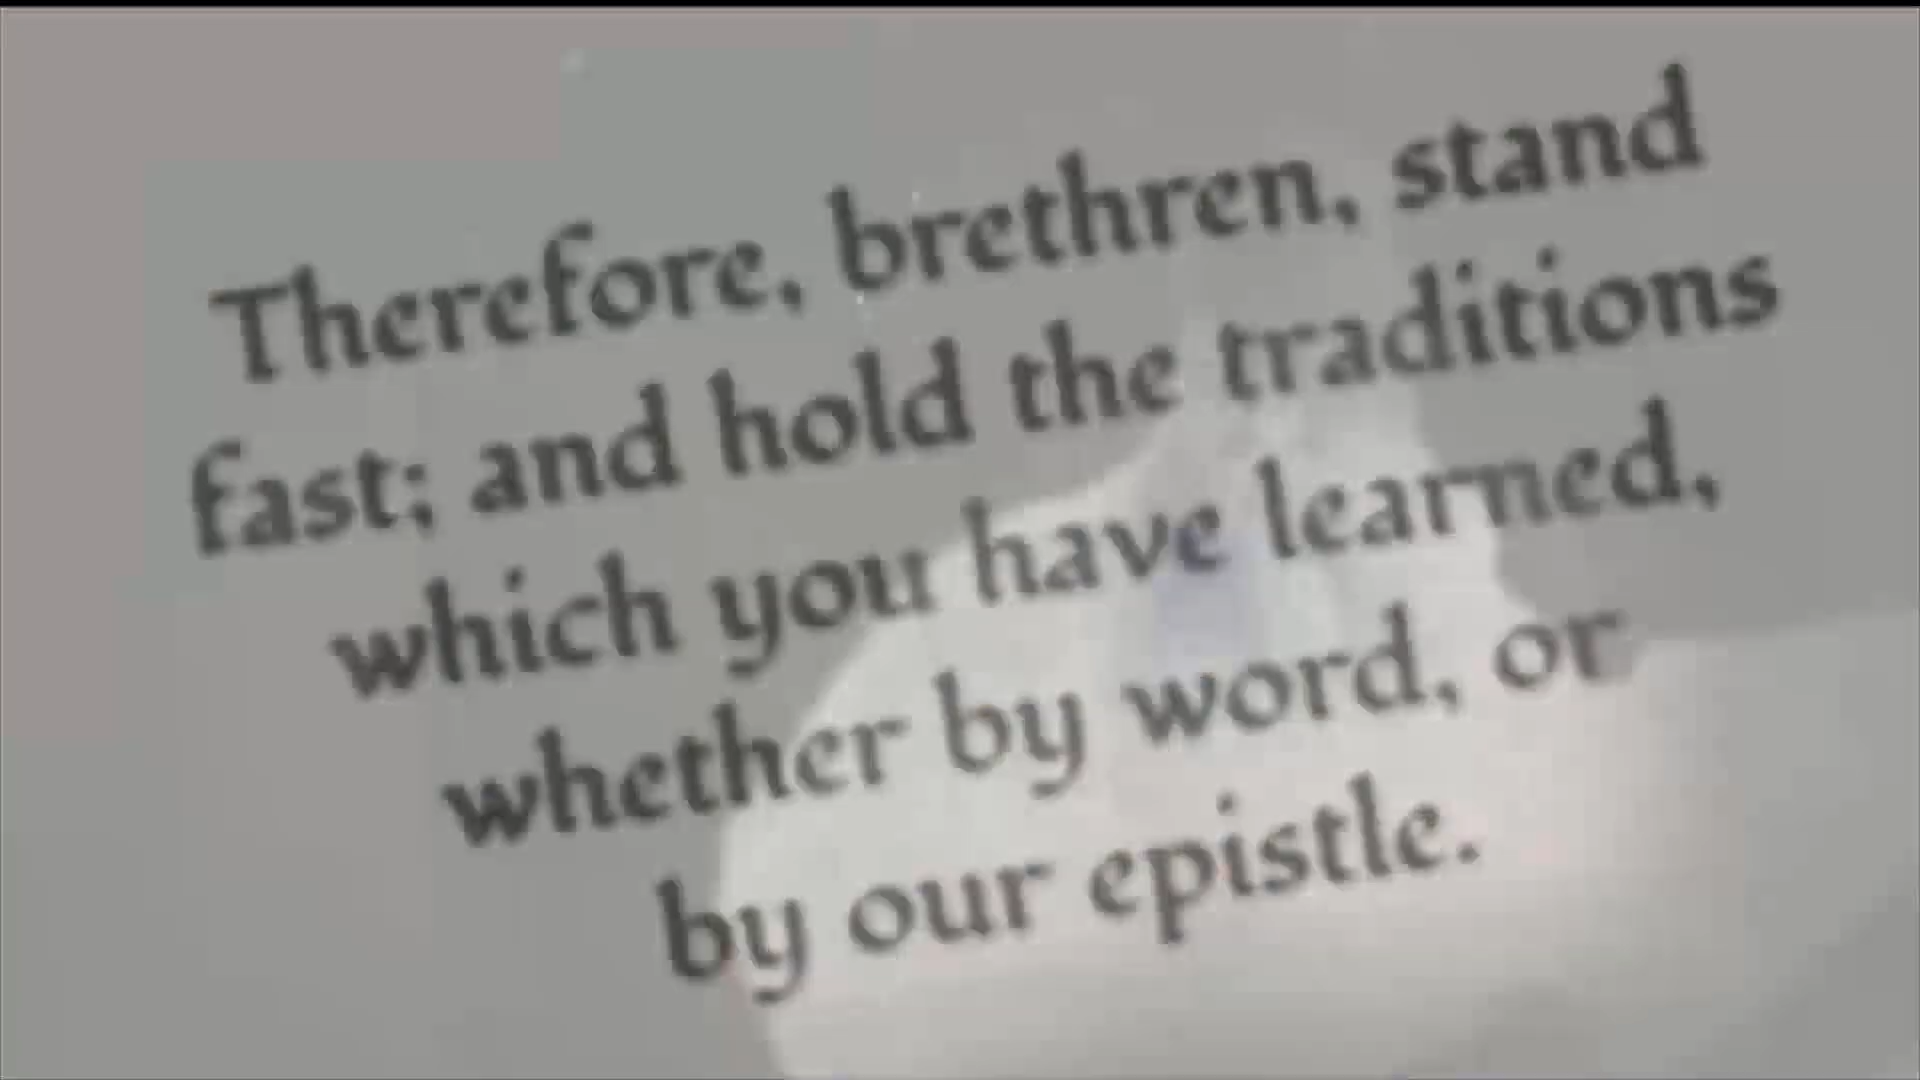 Therefore, brethren, stand
fast; and hold the traditions
which you have learned,
whether by word, or
by our epistle.